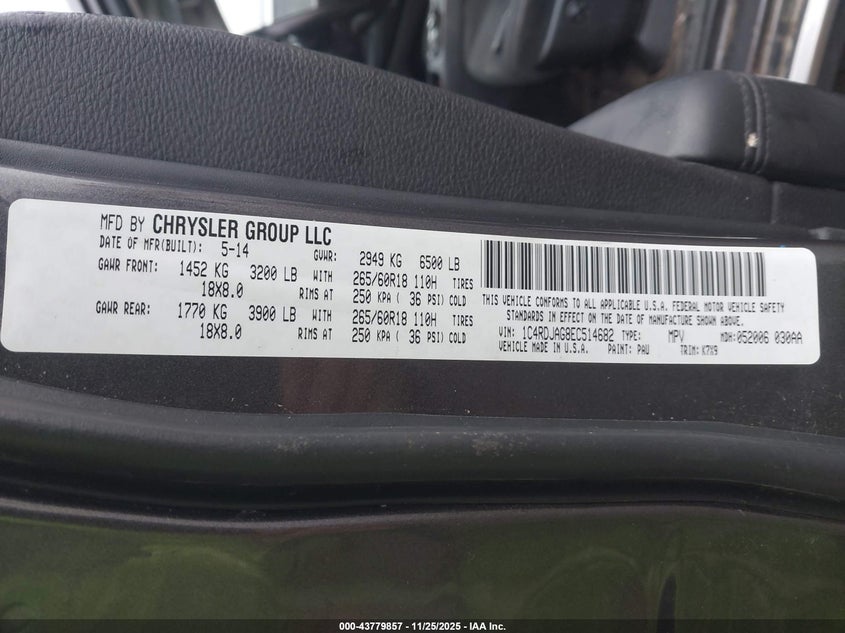 MFD BY CHRYSLER GROUP LLC
DATE OF MFR(BUILT): 5-14 GVWR: 2949 KG 6500 LB
GAWR FRONT: 1452 KG 3200 LB WITH 265/60R18 110H TIRES
18X8.0 RIMS AT 250 KPA ( 36 PSI) COLD
GAWR REAR: 1770 KG 3900 LB WITH 265/60R18 110H TIRES
18X8.0 RIMS AT 250 KPA ( 36 PSI) COLD
THIS VEHICLE CONFORMS TO ALL APPLICABLE U.S.A. FEDERAL MOTOR VEHICLE SAFETY
STANDARDS IN EFFECT ON THE DATE OF MANUFACTURE SHOWN ABOVE.
VIN: 1C4RDJAG8EC514682 TYPE: MPV MDH: 052006 030AA
VEHICLE MADE IN U.S.A. PAINT: PAU TRIM: K7X9
000-43779857 - 11/25/2025 - IAA Inc.